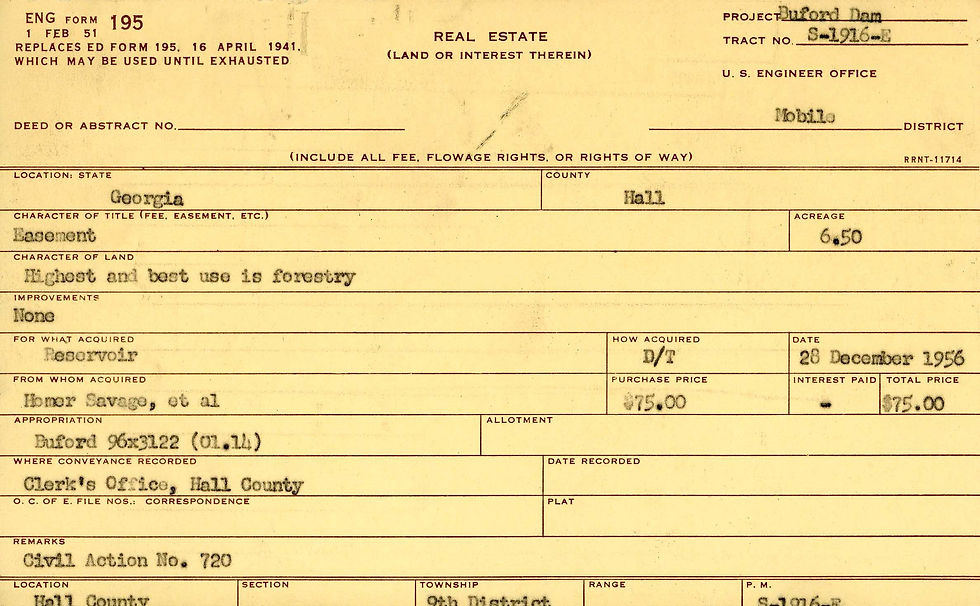 ENG FORM 195
1 FEB 51
REPLACES ED FORM 195, 16 APRIL 1941,
WHICH MAY BE USED UNTIL EXHAUSTED
REAL ESTATE
(LAND OR INTEREST THEREIN)
PROJECT Buford Dam
TRACT NO. S-1916-E
U. S. ENGINEER OFFICE
DEED OR ABSTRACT NO.
Mobile DISTRICT
(INCLUDE ALL FEE, FLOWAGE RIGHTS, OR RIGHTS OF WAY)
RRNT-11714
LOCATION: STATE
Georgia
COUNTY
Hall
CHARACTER OF TITLE (FEE, EASEMENT, ETC.)
Easement
ACREAGE
6.50
CHARACTER OF LAND
Highest and best use is forestry
IMPROVEMENTS
None
FOR WHAT ACQUIRED
Reservoir
HOW ACQUIRED
D/T
DATE
28 December 1956
FROM WHOM ACQUIRED
Homer Savage, et al
PURCHASE PRICE
$75.00
INTEREST PAID
-
TOTAL PRICE
$75.00
APPROPRIATION
Buford 96x3122 (01.14)
ALLOTMENT
WHERE CONVEYANCE RECORDED
Clerk's Office, Hall County
DATE RECORDED
O. C. OF E. FILE NOS.: CORRESPONDENCE
PLAT
REMARKS
Civil Action No. 720
LOCATION
Hall County
SECTION
TOWNSHIP
9th District
RANGE
P. M.
S-1916-E